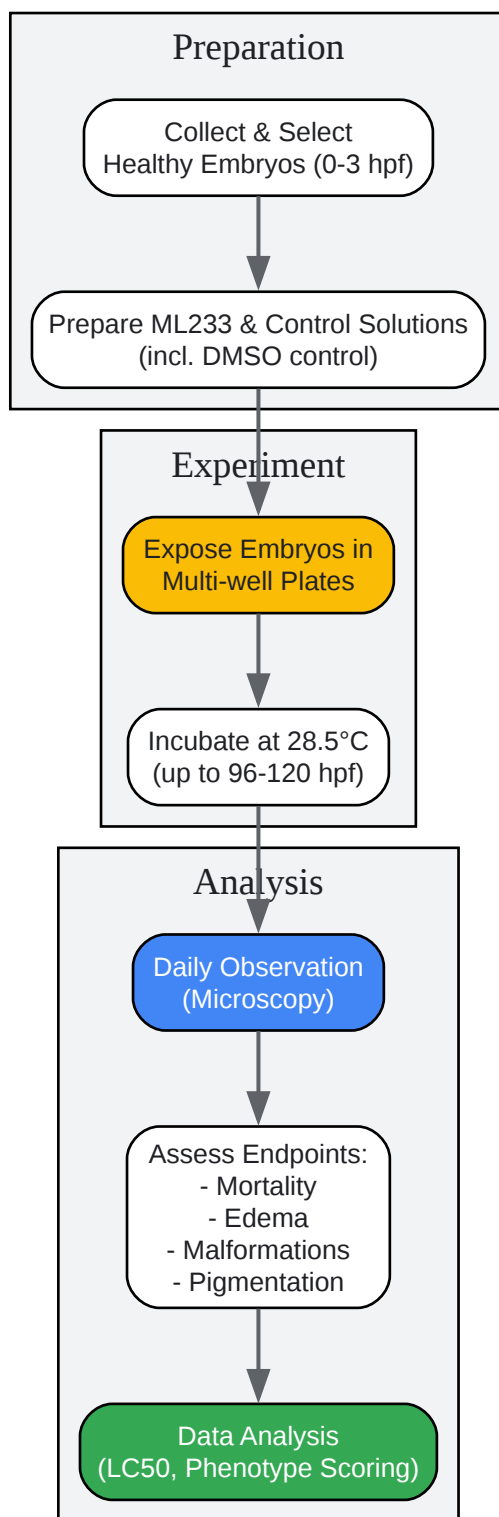 Preparation
Collect & Select
Healthy Embryos (0-3 hpf)
Prepare ML233 & Control Solutions
(incl. DMSO control)
Experiment
Expose Embryos in
Multi-well Plates
Incubate at 28.5°C
(up to 96-120 hpf)
Analysis
Daily Observation
(Microscopy)
Assess Endpoints:
- Mortality
- Edema
- Malformations
- Pigmentation
Data Analysis
(LC50, Phenotype Scoring)